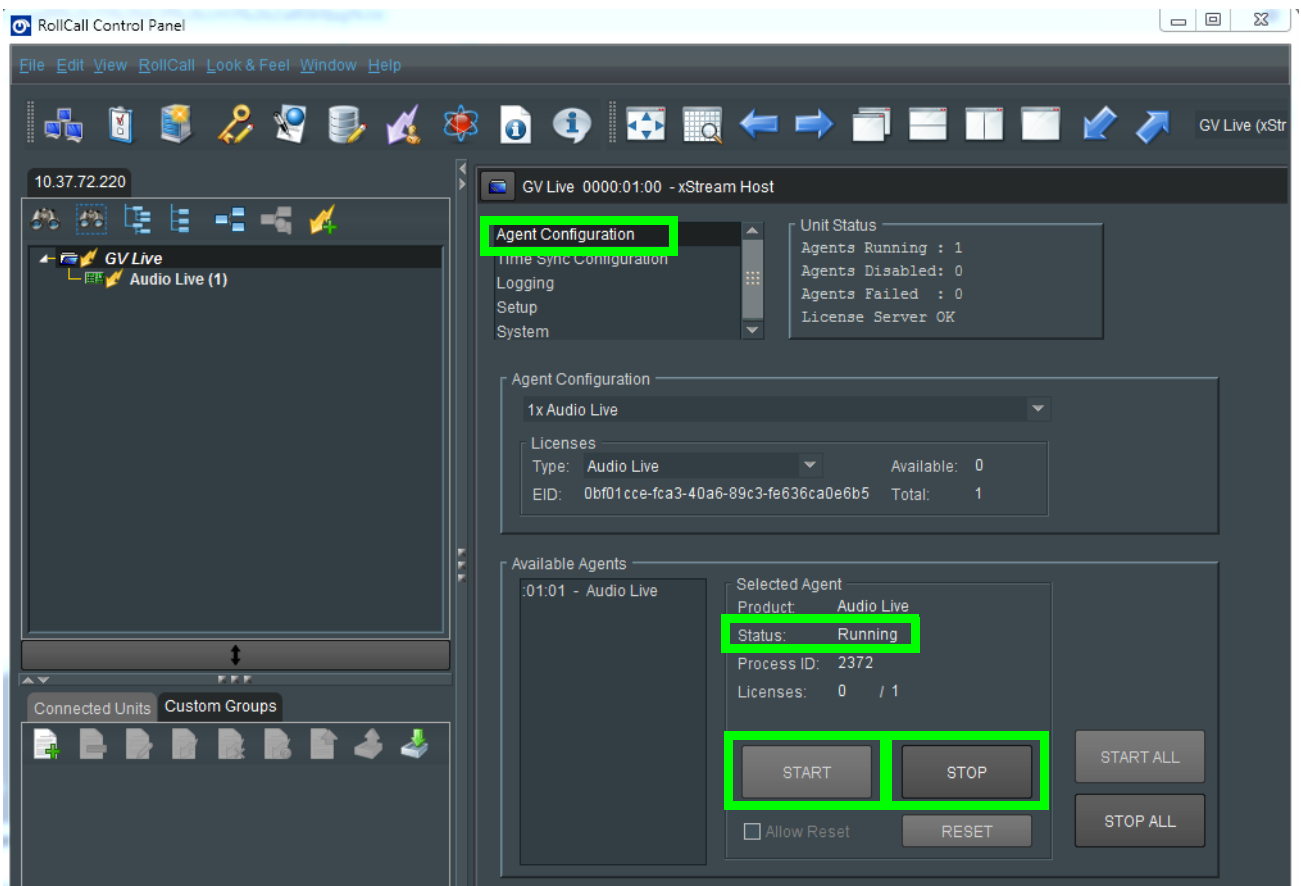 RollCall Control Panel
File Edit View RollCall Look & Feel Window Help
GV Live (xStr
10.37.72.220
GV Live
Audio Live (1)
Connected Units Custom Groups
GV Live 0000:01:00 - xStream Host
Agent Configuration
Time Sync Configuration
Logging
Setup
System
Unit Status
Agents Running : 1
Agents Disabled: 0
Agents Failed : 0
License Server OK
Agent Configuration
1x Audio Live
Licenses
Type: Audio Live Available: 0
EID: 0bf01cce-fca3-40a6-89c3-fe636ca0e6b5 Total: 1
Available Agents
:01:01 - Audio Live
Selected Agent
Product: Audio Live
Status: Running
Process ID: 2372
Licenses: 0 / 1
START STOP
Allow Reset RESET
START ALL
STOP ALL